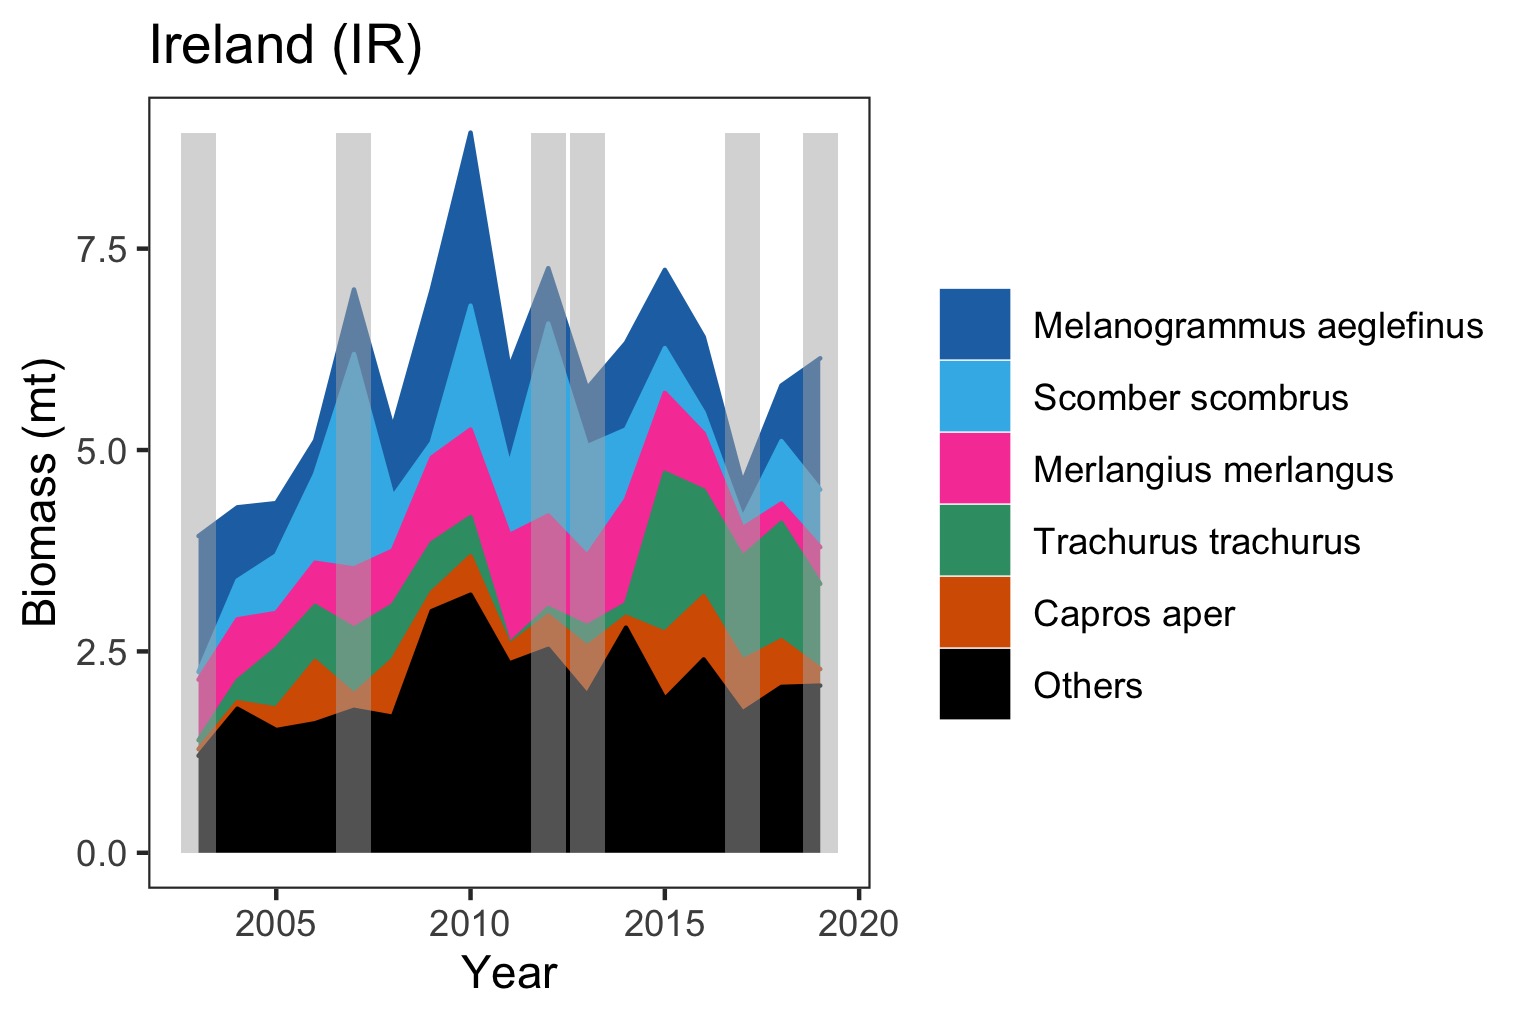 Ireland (IR)
Biomass (mt)
7.5
5.0
2.5
0.0
2005 2010 2015 2020
Year
Melanogrammus aeglefinus
Scomber scombrus
Merlangius merlangus
Trachurus trachurus
Capros aper
Others